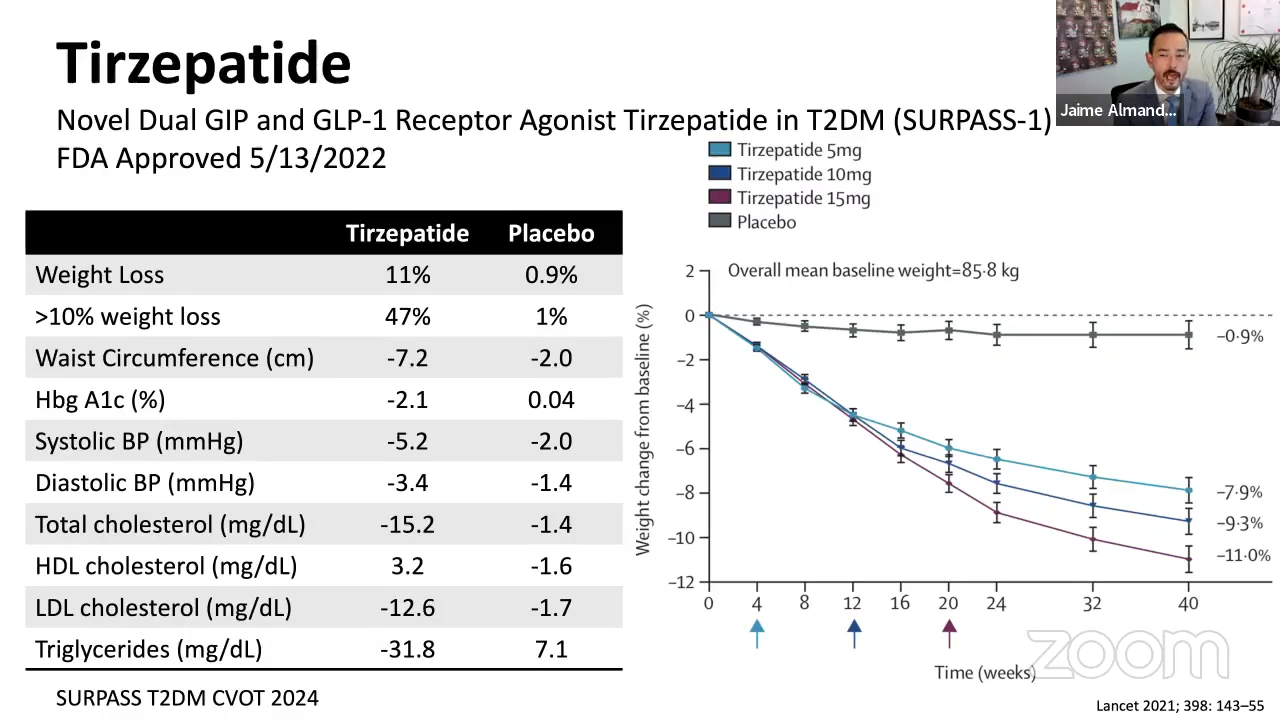 Tirzepatide
Novel Dual GIP and GLP-1 Receptor Agonist Tirzepatide in T2DM (SURPASS-1)
FDA Approved 5/13/2022
Jaime Almand...
Tirzepatide 5mg
Tirzepatide 10mg
Tirzepatide 15mg
Placebo
Tirzepatide Placebo
Weight Loss 11% 0.9%
>10% weight loss 47% 1%
Waist Circumference (cm) -7.2 -2.0
Hbg A1c (%) -2.1 0.04
Systolic BP (mmHg) -5.2 -2.0
Diastolic BP (mmHg) -3.4 -1.4
Total cholesterol (mg/dL) -15.2 -1.4
HDL cholesterol (mg/dL) 3.2 -1.6
LDL cholesterol (mg/dL) -12.6 -1.7
Triglycerides (mg/dL) -31.8 7.1
SURPASS T2DM CVOT 2024
Overall mean baseline weight=85·8 kg
Weight change from baseline (%)
2
0
−2
−4
−6
−8
−10
−12
−0·9%
−7·9%
−9·3%
−11·0%
0 4 8 12 16 20 24 32 40
Time (weeks)
zoom
Lancet 2021; 398: 143–55